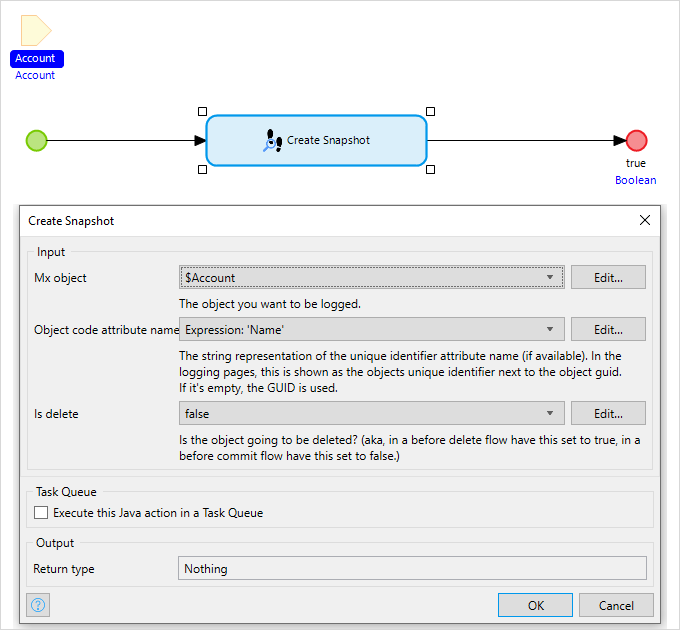 Account
Account
Create Snapshot
true
Boolean
Create Snapshot
Input
Mx object
$Account
Edit...
The object you want to be logged.
Object code attribute name
Expression: 'Name'
Edit...
The string representation of the unique identifier attribute name (if available). In the
logging pages, this is shown as the objects unique identifier next to the object guid.
If it's empty, the GUID is used.
Is delete
false
Edit...
Is the object going to be deleted? (aka, in a before delete flow have this set to true, in a
before commit flow have this set to false.)
Task Queue
Execute this Java action in a Task Queue
Output
Return type
Nothing
?
OK
Cancel